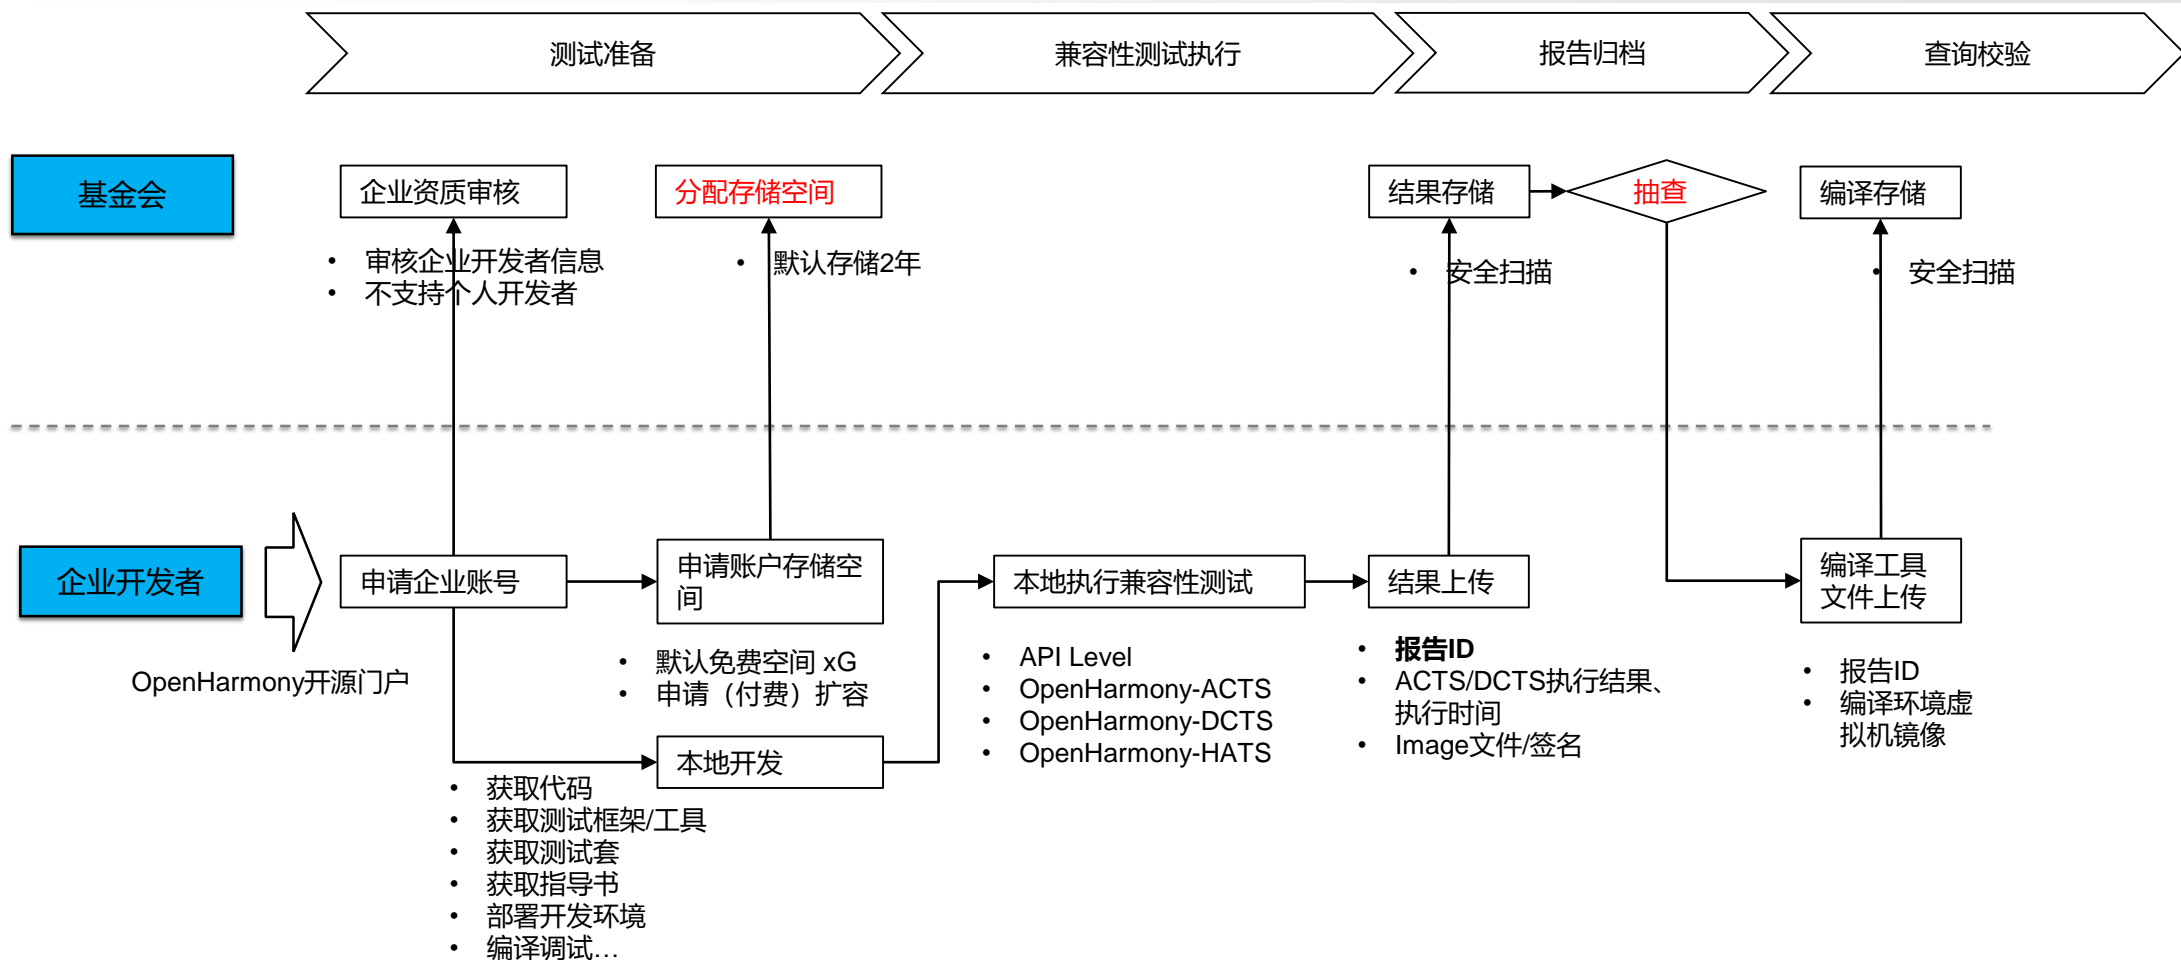 测试准备
兼容性测试执行
报告归档
查询校验
基金会
企业资质审核
分配存储空间
结果存储
抽查
编译存储
• 审核企业开发者信息
• 不支持个人开发者
• 默认存储2年
• 安全扫描
• 安全扫描
企业开发者
OpenHarmony开源门户
申请企业账号
申请账户存储空
间
本地执行兼容性测试
结果上传
编译工具
文件上传
• 默认免费空间 xG
• 申请（付费）扩容
本地开发
• API Level
• OpenHarmony-ACTS
• OpenHarmony-DCTS
• OpenHarmony-HATS
• 报告ID
• ACTS/DCTS执行结果、
执行时间
• Image文件/签名
• 报告ID
• 编译环境虚
拟机镜像
• 获取代码
• 获取测试框架/工具
• 获取测试套
• 获取指导书
• 部署开发环境
• 编译调试...